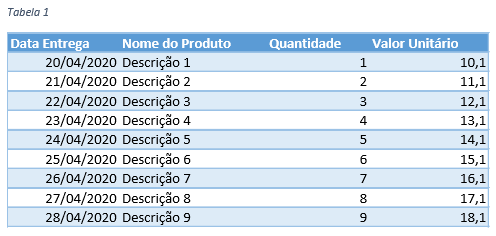 Tabela 1
Data Entrega Nome do Produto Quantidade Valor Unitário
20/04/2020 Descrição 1 1 10,1
21/04/2020 Descrição 2 2 11,1
22/04/2020 Descrição 3 3 12,1
23/04/2020 Descrição 4 4 13,1
24/04/2020 Descrição 5 5 14,1
25/04/2020 Descrição 6 6 15,1
26/04/2020 Descrição 7 7 16,1
27/04/2020 Descrição 8 8 17,1
28/04/2020 Descrição 9 9 18,1